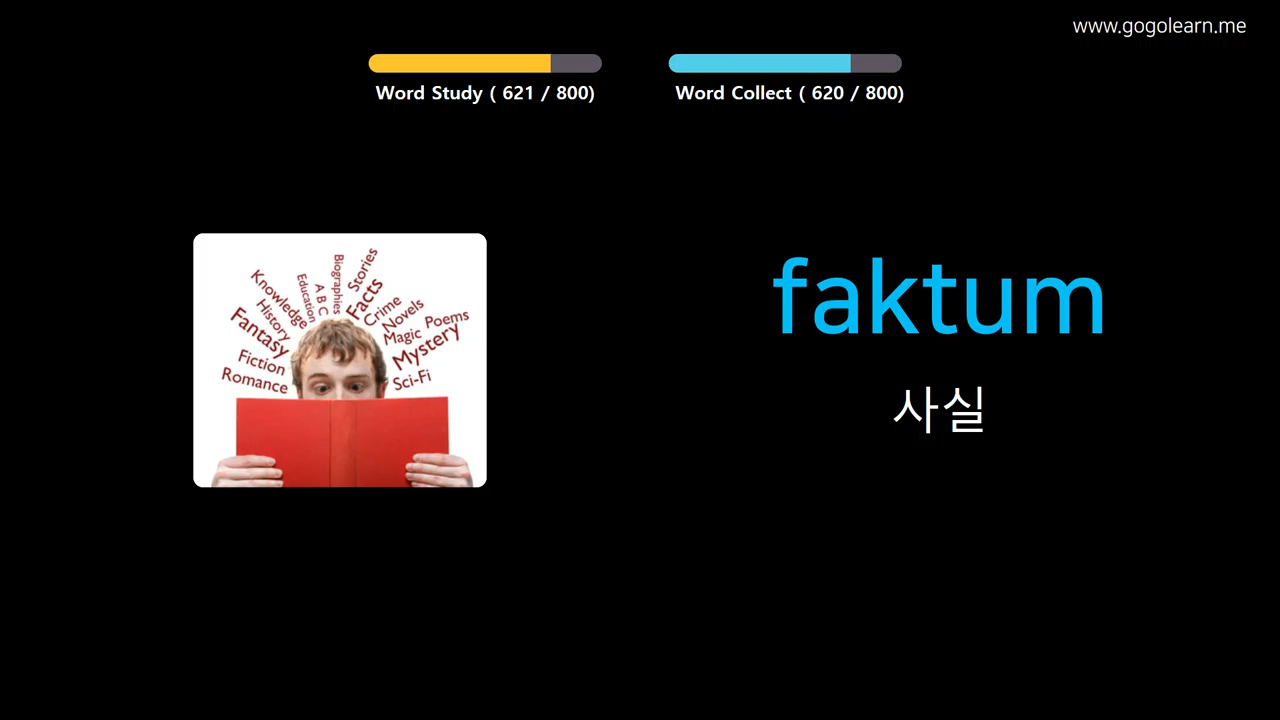 www.gogolearn.me
Word Study ( 621 / 800)
Word Collect ( 620 / 800)
Knowledge
History
Fantasy
Fiction
Romance
Education
A B C
Biographies
Stories
Facts
Crime
Novels
Magic
Poems
Mystery
Sci-Fi
faktum
사실